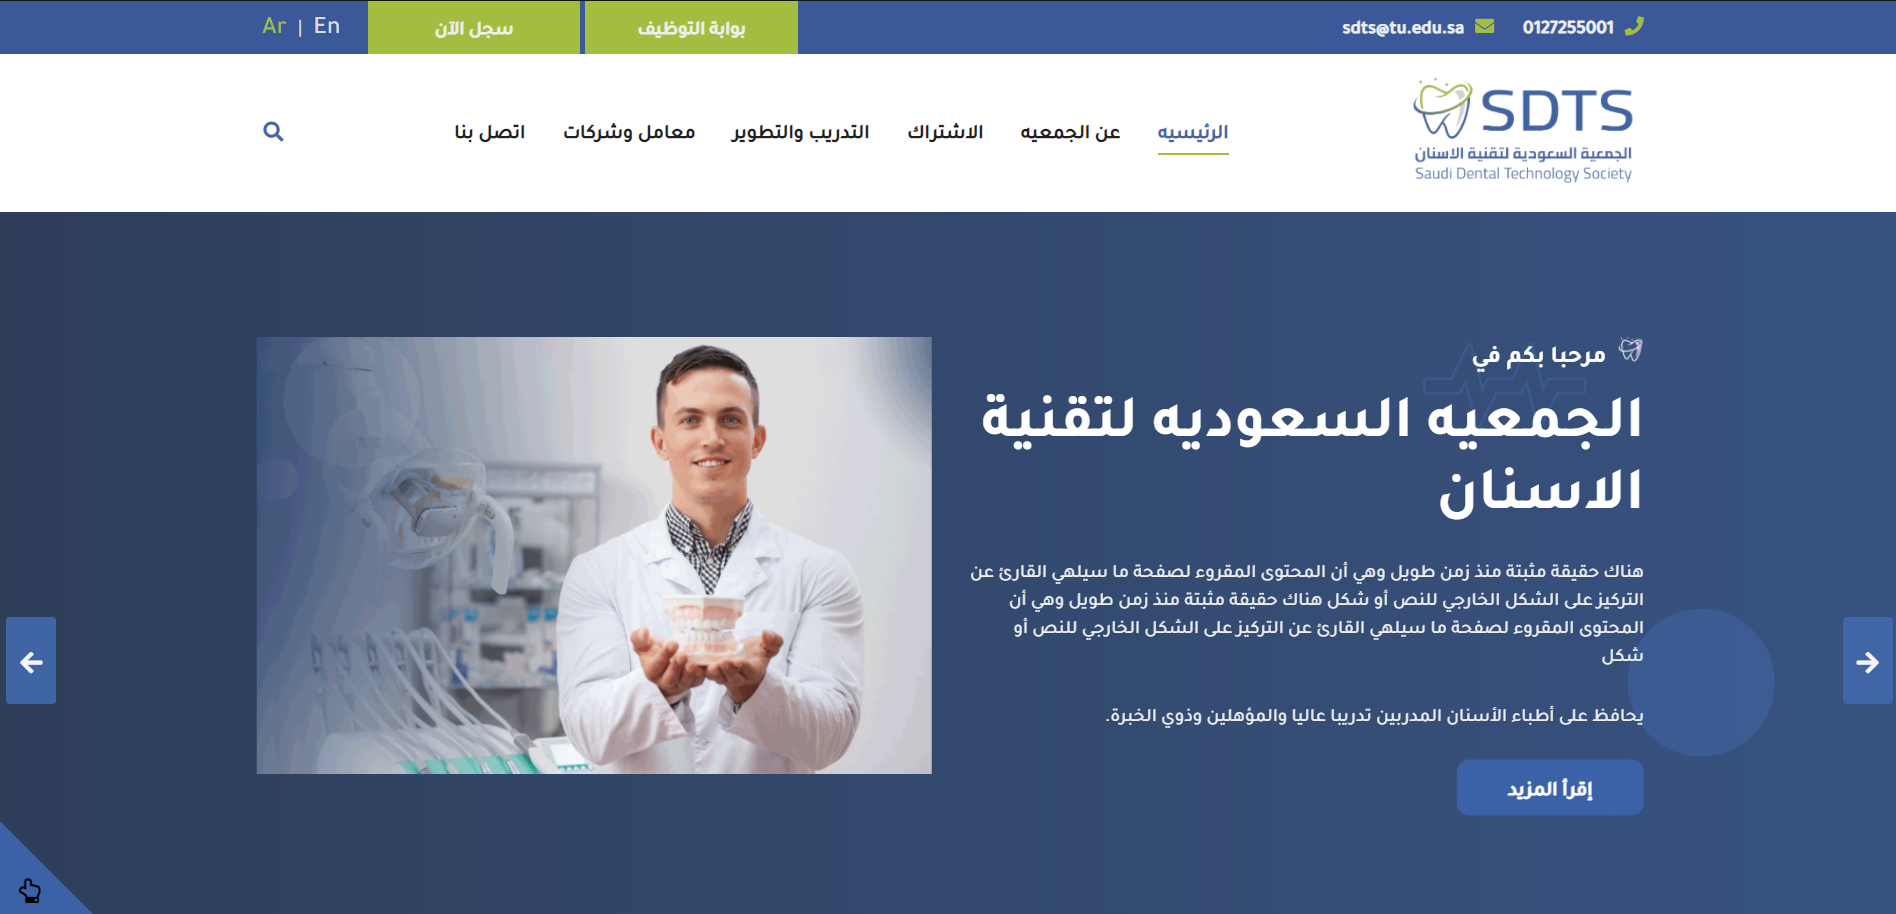 0127255001
sdts@tu.edu.sa
بوابة التوظيف
سجل الآن
En | Ar
SDTS
الجمعية السعودية لتقنية الاسنان
Saudi Dental Technology Society
الرئيسيه
عن الجمعيه
الاشتراك
التدريب والتطوير
معامل وشركات
اتصل بنا
مرحبا بكم في
الجمعيه السعوديه لتقنية
الاسنان
هناك حقيقة مثبتة منذ زمن طويل وهي أن المحتوى المقروء لصفحة ما سيلهي القارئ عن
التركيز على الشكل الخارجي للنص أو شكل هناك حقيقة مثبتة منذ زمن طويل وهي أن
المحتوى المقروء لصفحة ما سيلهي القارئ عن التركيز على الشكل الخارجي للنص أو
شكل
يحافظ على أطباء الأسنان المدربين تدريبا عاليا والمؤهلين وذوي الخبرة.
إقرأ المزيد